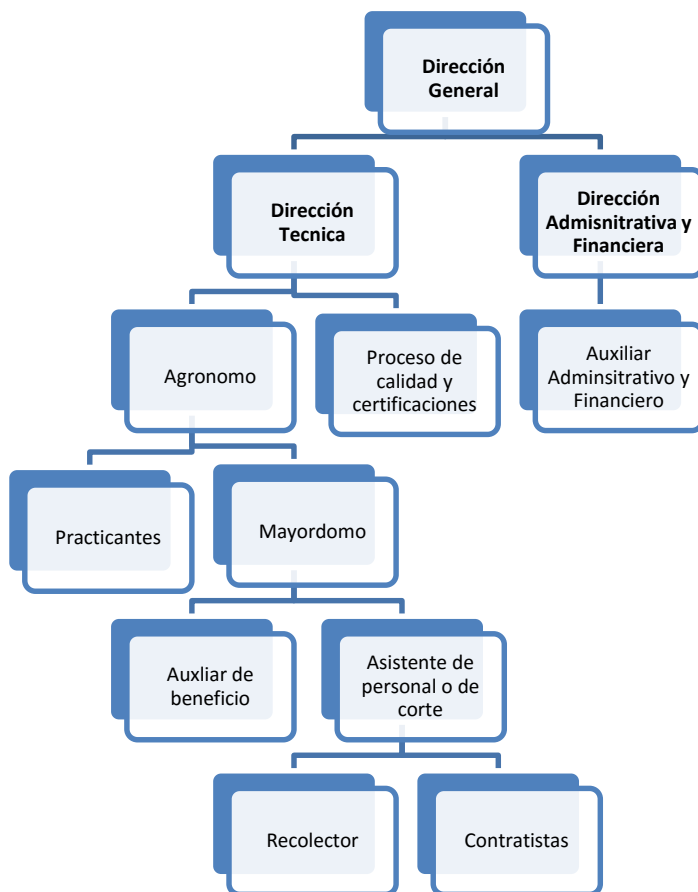 Dirección
General
Dirección
Tecnica
Dirección
Admisnitrativa y
Financiera
Agronomo
Proceso de
calidad y
certificaciones
Auxiliar
Adminsitrativo y
Financiero
Practicantes
Mayordomo
Auxliar de
beneficio
Asistente de
personal o de
corte
Recolector
Contratistas